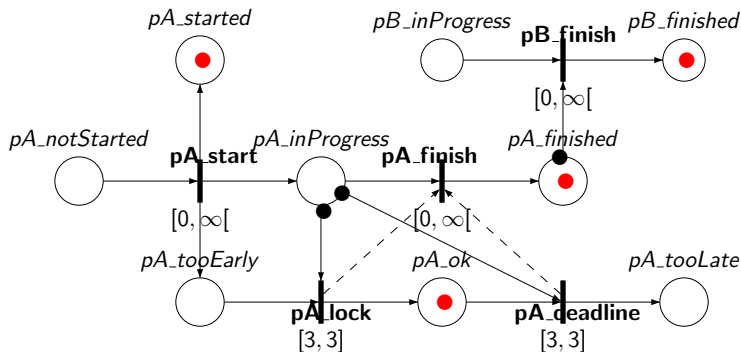 pA_started
pB_inProgress
pB_finish
pB_finished
[0, ∞[
pA_notStarted
pA_start
pA_inProgress
pA_finish
pA_finished
[0, ∞[
[0, ∞[
pA_tooEarly
pA_ok
pA_tooLate
pA_lock
pA_deadline
[3, 3]
[3, 3]